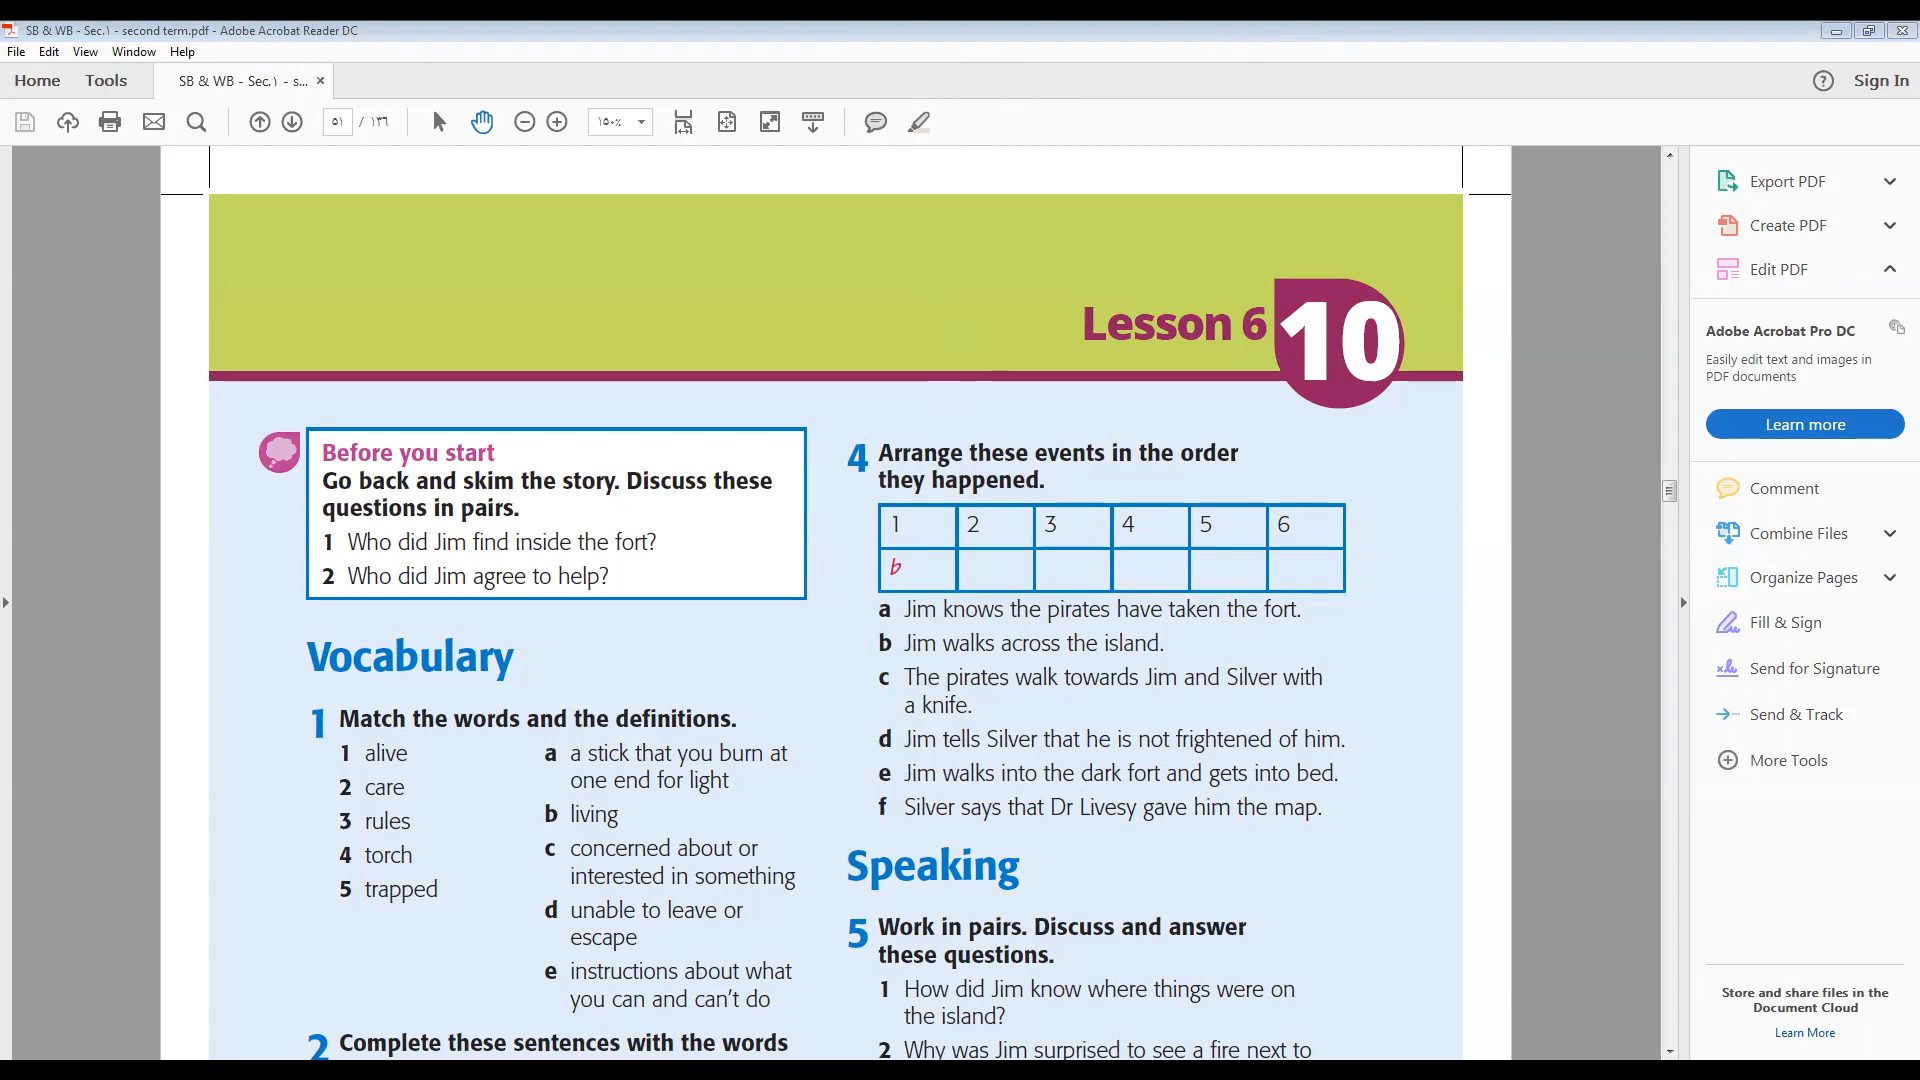 SB & WB - Sec.١ - second term.pdf - Adobe Acrobat Reader DC
File Edit View Window Help
Home Tools SB & WB - Sec.١ - s... × Sign In
٥١ / ١٣٦ ١٥٠%
Lesson 6 10
Before you start
Go back and skim the story. Discuss these
questions in pairs.
1 Who did Jim find inside the fort?
2 Who did Jim agree to help?
Vocabulary
1 Match the words and the definitions.
1 alive
2 care
3 rules
4 torch
5 trapped
a a stick that you burn at
one end for light
b living
c concerned about or
interested in something
d unable to leave or
escape
e instructions about what
you can and can't do
2 Complete these sentences with the words
4 Arrange these events in the order
they happened.
1 2 3 4 5 6
b
a Jim knows the pirates have taken the fort.
b Jim walks across the island.
c The pirates walk towards Jim and Silver with
a knife.
d Jim tells Silver that he is not frightened of him.
e Jim walks into the dark fort and gets into bed.
f Silver says that Dr Livesy gave him the map.
Speaking
5 Work in pairs. Discuss and answer
these questions.
1 How did Jim know where things were on
the island?
2 Why was Jim surprised to see a fire next to
Export PDF
Create PDF
Edit PDF
Adobe Acrobat Pro DC
Easily edit text and images in
PDF documents
Learn more
Comment
Combine Files
Organize Pages
Fill & Sign
Send for Signature
Send & Track
More Tools
Store and share files in the
Document Cloud
Learn More